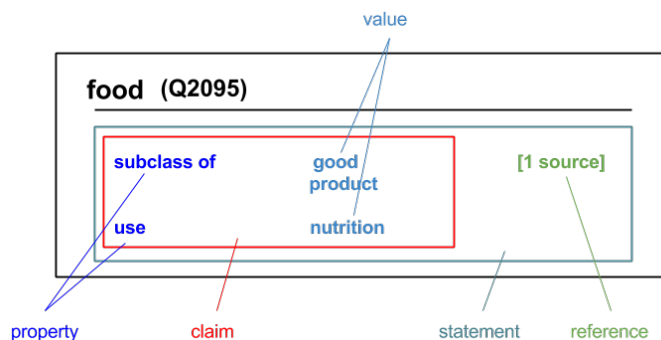 value
food (Q2095)
subclass of good [1 source]
product
use nutrition
property claim statement reference